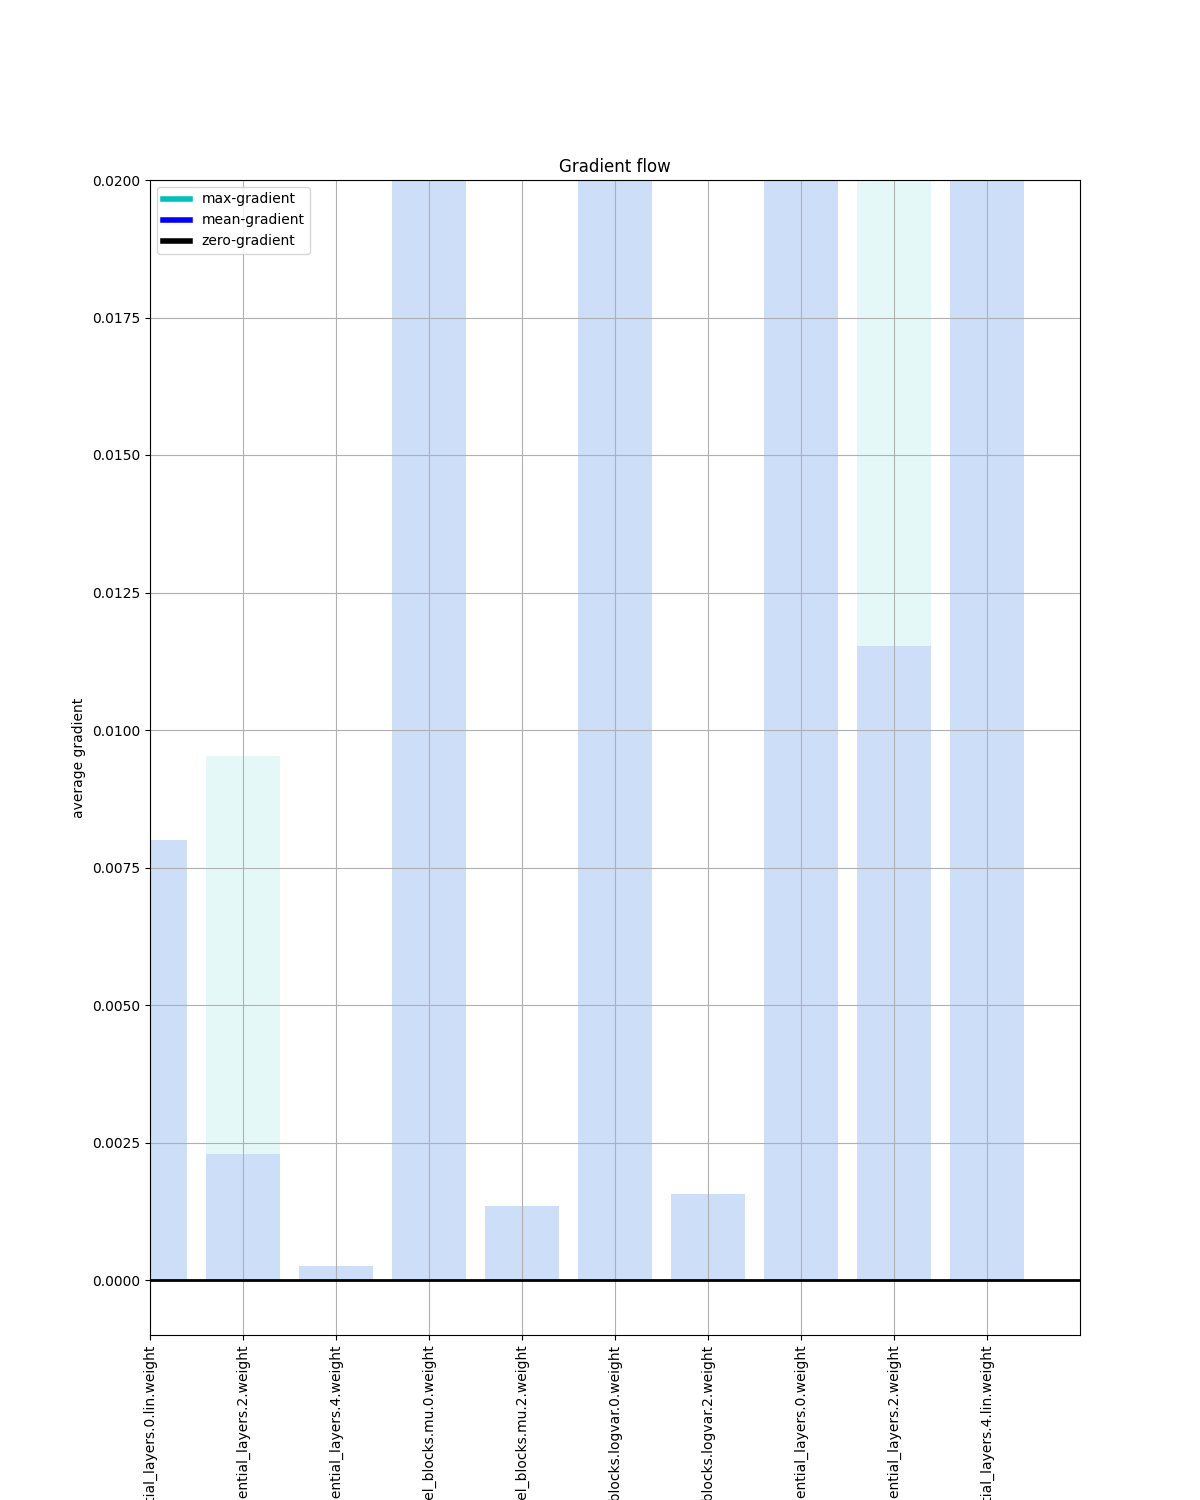 Gradient flow
max-gradient
mean-gradient
zero-gradient
0.0200
0.0175
0.0150
0.0125
0.0100
0.0075
0.0050
0.0025
0.0000
average gradient
tial_layers.0.lin.weight
ential_layers.2.weight
ential_layers.4.weight
el_blocks.mu.0.weight
el_blocks.mu.2.weight
blocks.logvar.0.weight
blocks.logvar.2.weight
ential_layers.0.weight
ential_layers.2.weight
tial_layers.4.lin.weight